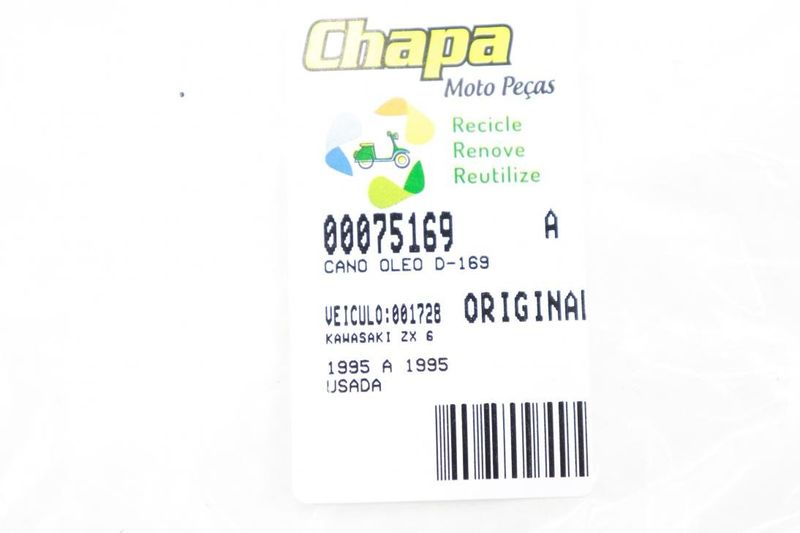 Chapa
Moto Peças
Recicle
Renove
Reutilize
00075169 A
CANO OLEO D-169
VEICULO:001728 ORIGINAL
KAWASAKI ZX 6
1995 A 1995
USADA